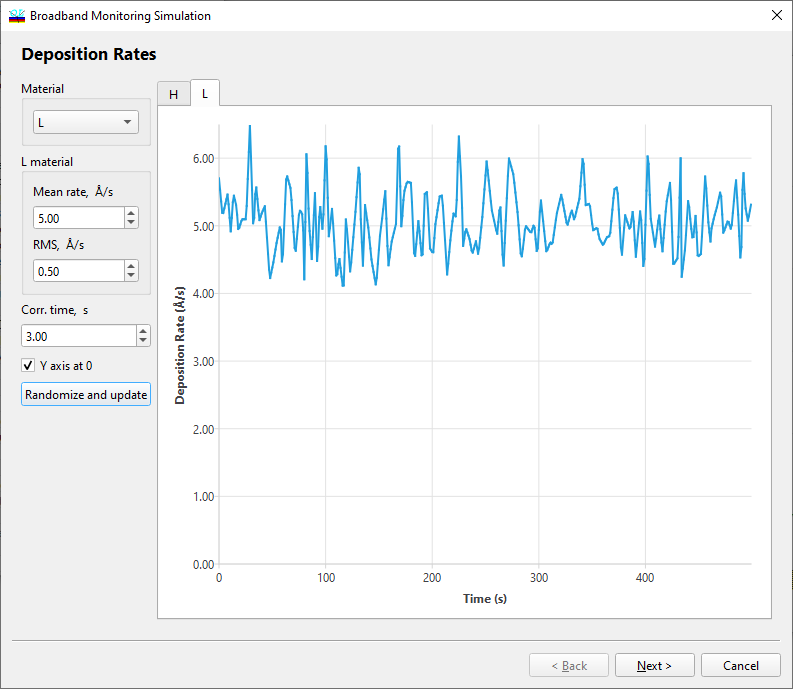 Broadband Monitoring Simulation
Deposition Rates
Material
L
L material
Mean rate, Å/s
5.00
RMS, Å/s
0.50
Corr. time, s
3.00
Y axis at 0
Randomize and update
H
L
6.00
5.00
4.00
3.00
2.00
1.00
0.00
Deposition Rate (Å/s)
0
100
200
300
400
Time (s)
< Back
Next >
Cancel